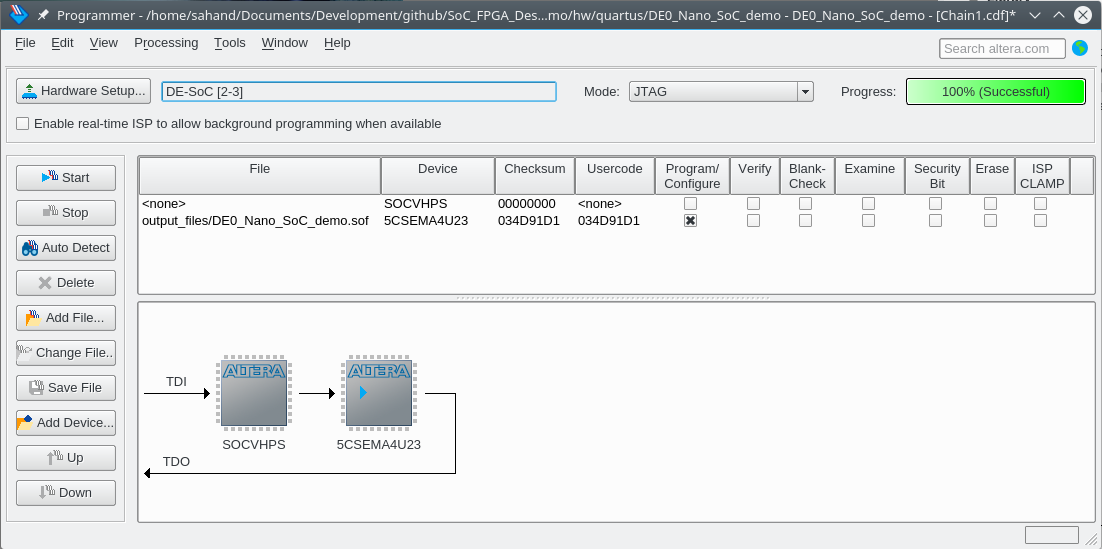 Programmer - /home/sahand/Documents/Development/github/SoC_FPGA_Des...mo/hw/quartus/DE0_Nano_SoC_demo - DE0_Nano_SoC_demo - [Chain1.cdf]*
File Edit View Processing Tools Window Help
Search altera.com
Hardware Setup... DE-SoC [2-3] Mode: JTAG Progress: 100% (Successful)
Enable real-time ISP to allow background programming when available
Start
Stop
Auto Detect
Delete
Add File...
Change File..
Save File
Add Device...
Up
Down
File Device Checksum Usercode Program/ Verify Blank- Examine Security Erase ISP
Configure Check Bit CLAMP
<none> SOCVHPS 00000000 <none>
output_files/DE0_Nano_SoC_demo.sof 5CSEMA4U23 034D91D1 034D91D1
ALTERA ALTERA
TDI
SOCVHPS 5CSEMA4U23
TDO